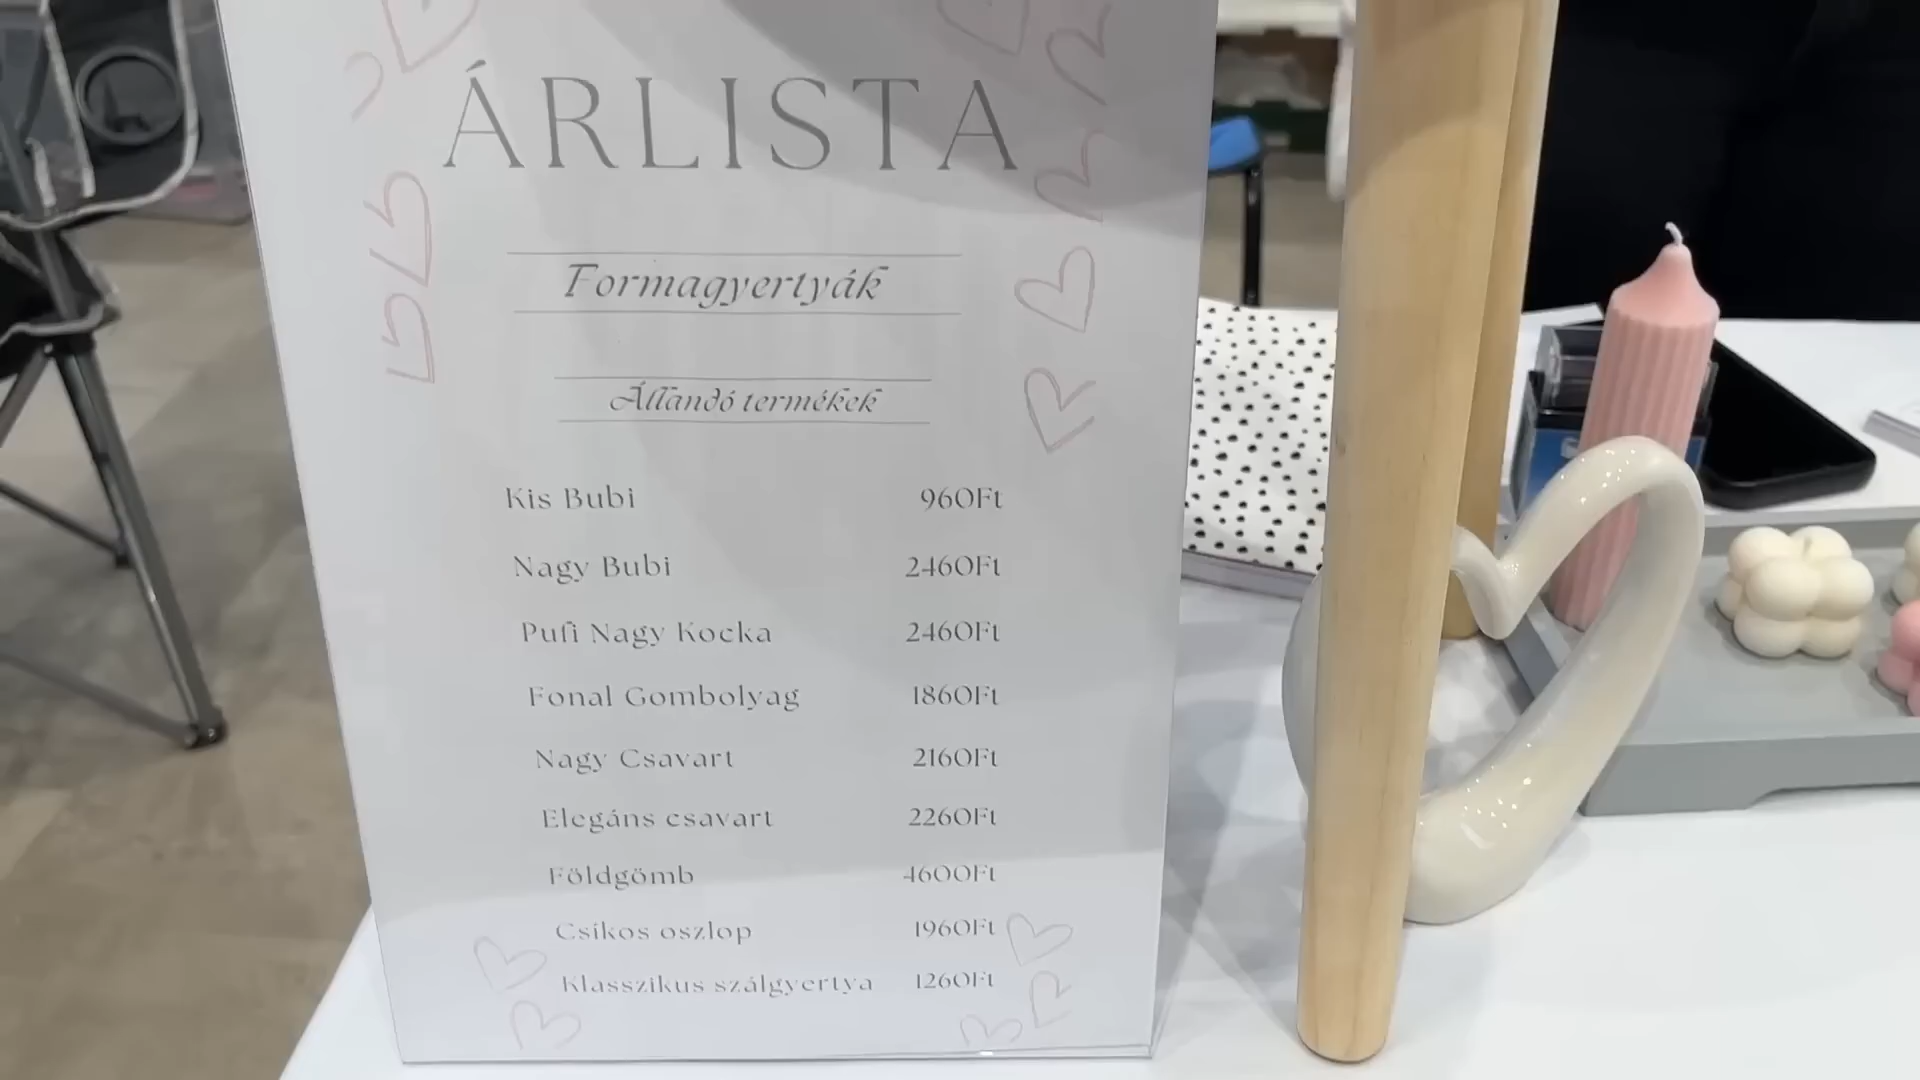 ÁRLISTA
Formagyertyák
Állandó termékek
Kis Bubi 960Ft
Nagy Bubi 2460Ft
Pufi Nagy Kocka 2460Ft
Fonal Gombolyag 1860Ft
Nagy Csavart 2160Ft
Elegáns csavart 2260Ft
Földgömb 4600Ft
Csíkos oszlop 1960Ft
Klasszikus szálgyertya 1260Ft